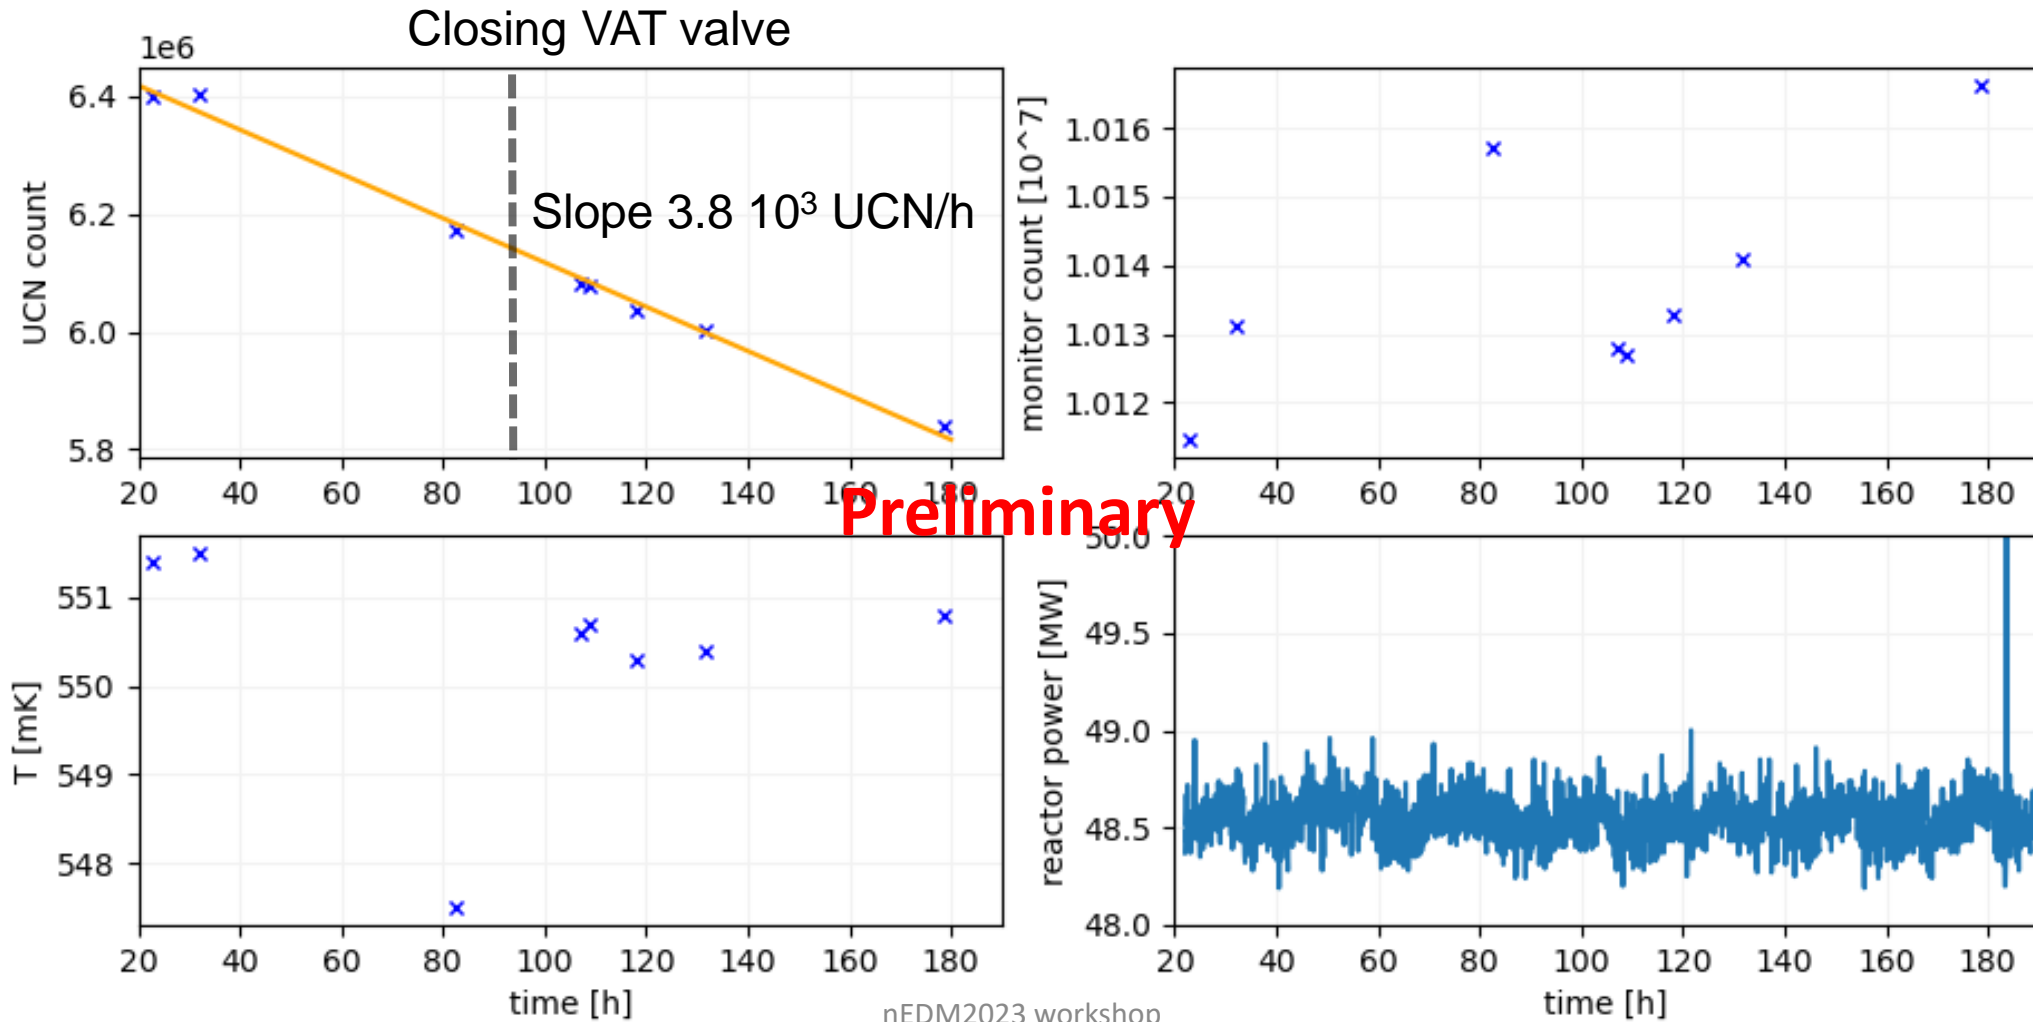 Closing VAT valve
1e6
6.4
6.2
6.0
5.8
UCN count
Slope 3.8 10³ UCN/h
20 40 60 80 100 120 140 160 180
monitor count [10^7]
1.016
1.015
1.014
1.013
1.012
20 40 60 80 100 120 140 160 180
Preliminary
T [mK]
551
550
549
548
20 40 60 80 100 120 140 160 180
time [h]
reactor power [MW]
50.0
49.5
49.0
48.5
48.0
20 40 60 80 100 120 140 160 180
time [h]
nEDM2023 workshop